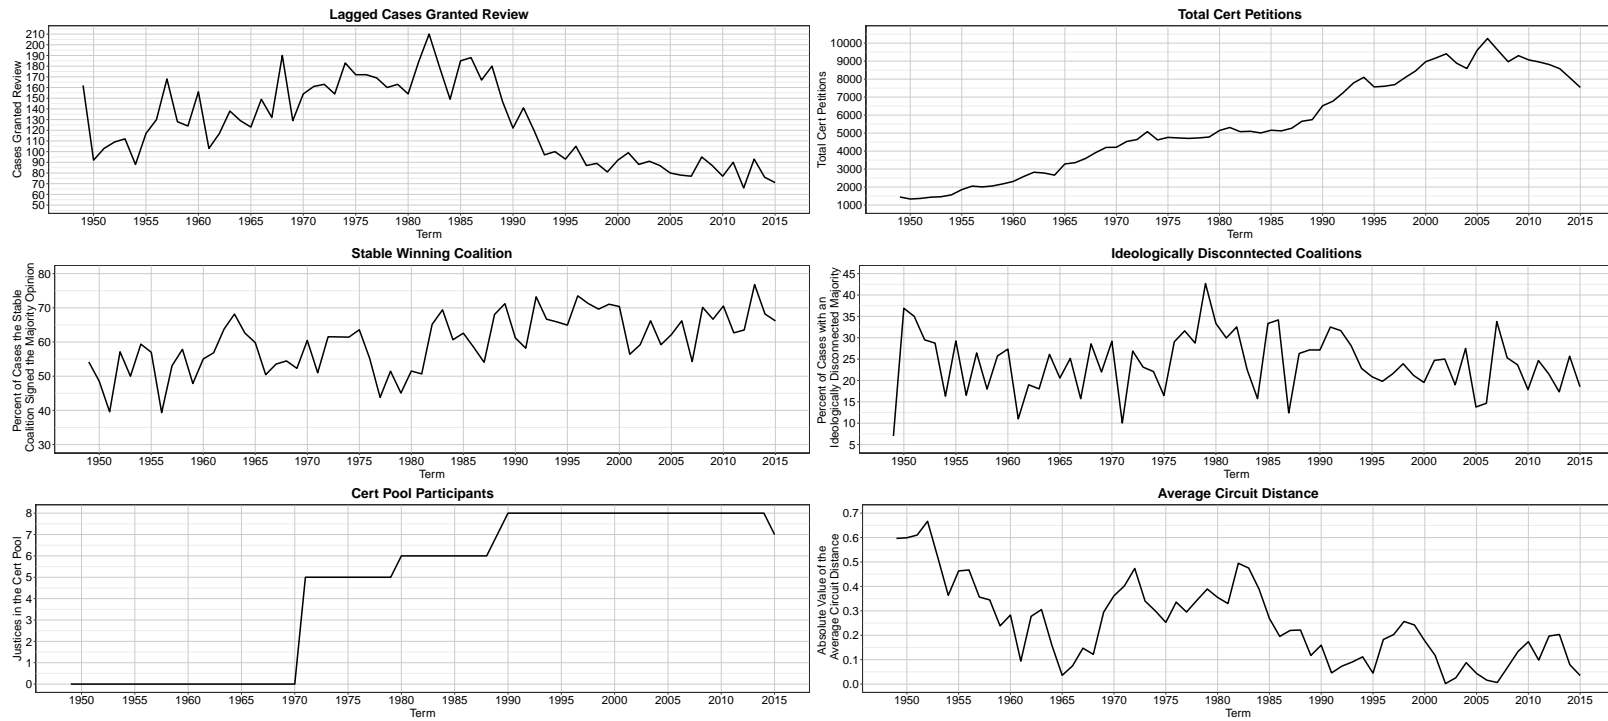 Lagged Cases Granted Review
Cases Granted Review
210
200
190
180
170
160
150
140
130
120
110
100
90
80
70
60
50
1950 1955 1960 1965 1970 1975 1980 1985 1990 1995 2000 2005 2010 2015
Term
Total Cert Petitions
Total Cert Petitions
10000
9000
8000
7000
6000
5000
4000
3000
2000
1000
1950 1955 1960 1965 1970 1975 1980 1985 1990 1995 2000 2005 2010 2015
Term
Stable Winning Coalition
Percent of Cases the Stable
Coalition Signed the Majority Opinion
80
70
60
50
40
30
1950 1955 1960 1965 1970 1975 1980 1985 1990 1995 2000 2005 2010 2015
Term
Ideologically Disconntected Coalitions
Percent of Cases with an
Ideologically Disconnected Majority
45
40
35
30
25
20
15
10
5
1950 1955 1960 1965 1970 1975 1980 1985 1990 1995 2000 2005 2010 2015
Term
Cert Pool Participants
Justices in the Cert Pool
8
7
6
5
4
3
2
1
0
1950 1955 1960 1965 1970 1975 1980 1985 1990 1995 2000 2005 2010 2015
Term
Average Circuit Distance
Absolute Value of the
Average Circuit Distance
0.7
0.6
0.5
0.4
0.3
0.2
0.1
0.0
1950 1955 1960 1965 1970 1975 1980 1985 1990 1995 2000 2005 2010 2015
Term